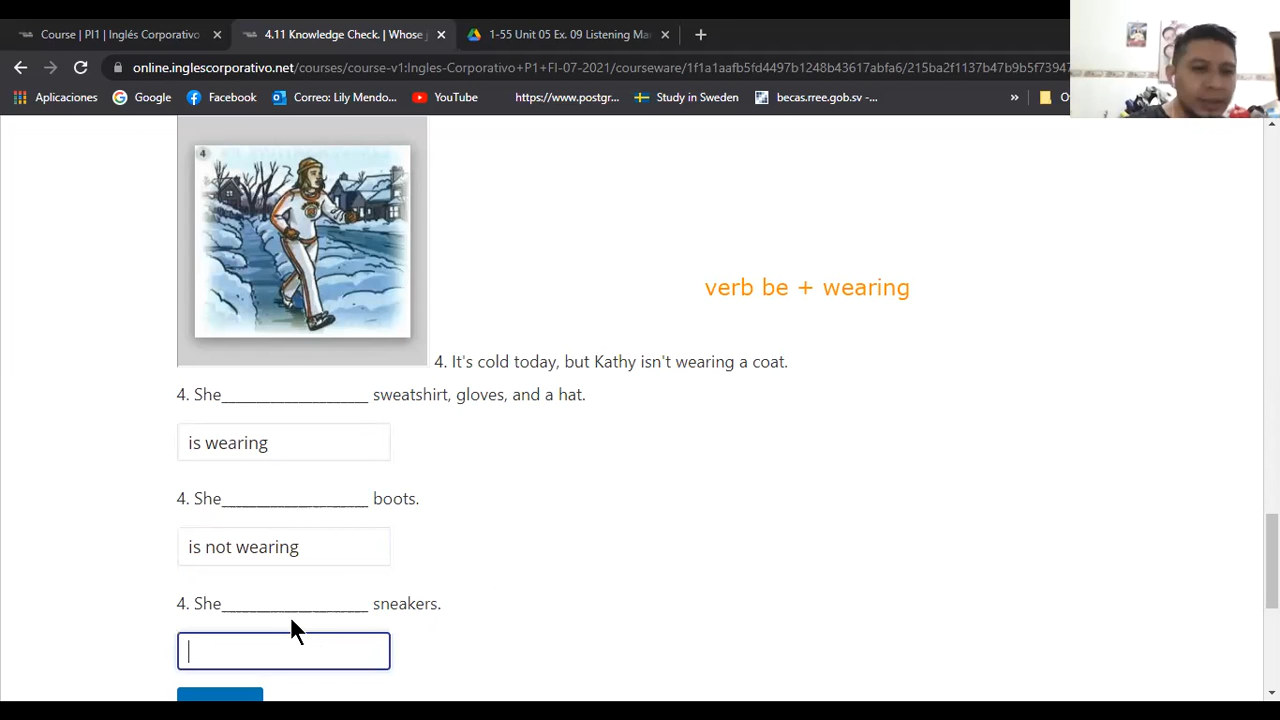 Course | PI1 | Inglés Corporativo
4.11 Knowledge Check. | Whose
1-55 Unit 05 Ex. 09 Listening Ma
online.inglescorporativo.net/courses/course-v1:Ingles-Corporativo+P1+FI-07-2021/courseware/1f1a1aafb5fd4497b1248b43617abfa6/215ba2f1137b47b9b5f73947
Aplicaciones
Google
Facebook
Correo: Lily Mendo...
YouTube
https://www.postgr...
Study in Sweden
becas.rree.gob.sv -...
»
4
verb be + wearing
4. It's cold today, but Kathy isn't wearing a coat.
4. She____________________ sweatshirt, gloves, and a hat.
is wearing
4. She____________________ boots.
is not wearing
4. She____________________ sneakers.